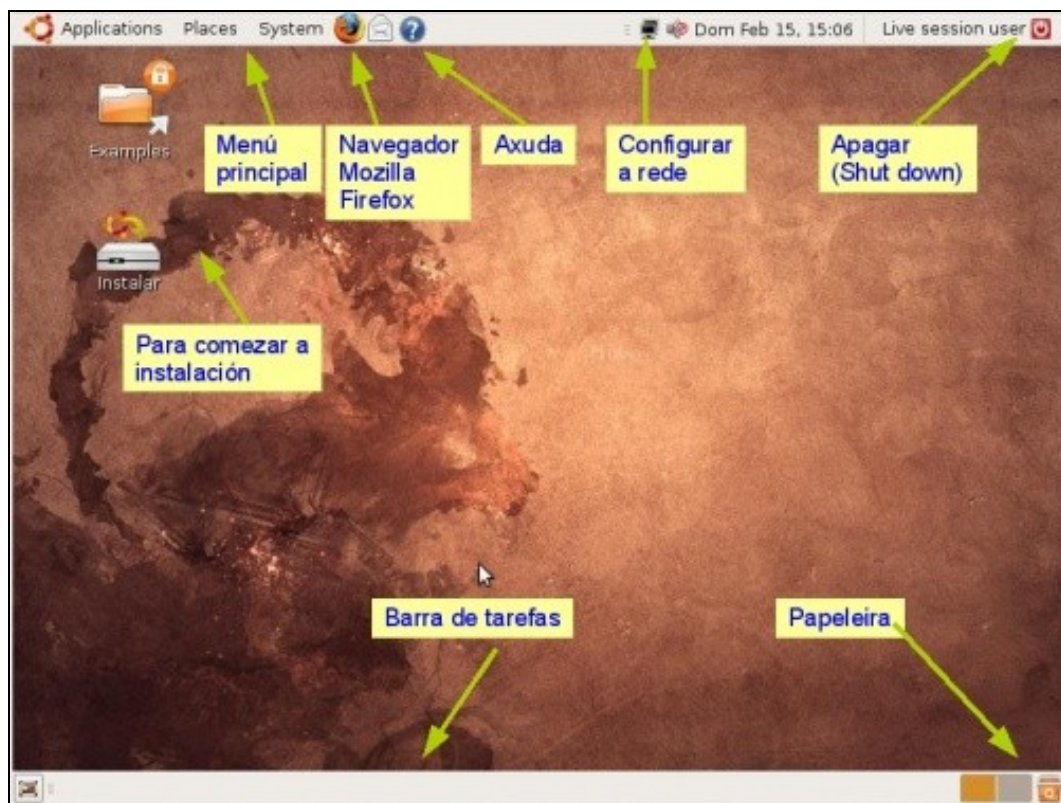 Applications Places System
Dom Feb 15, 15:06
Live session user
Examples
Menú
principal
Navegador
Mozilla
Firefox
Axuda
Configurar
a rede
Apagar
(Shut down)
Instalar
Para comezar a
instalación
Barra de tarefas
Papeleira